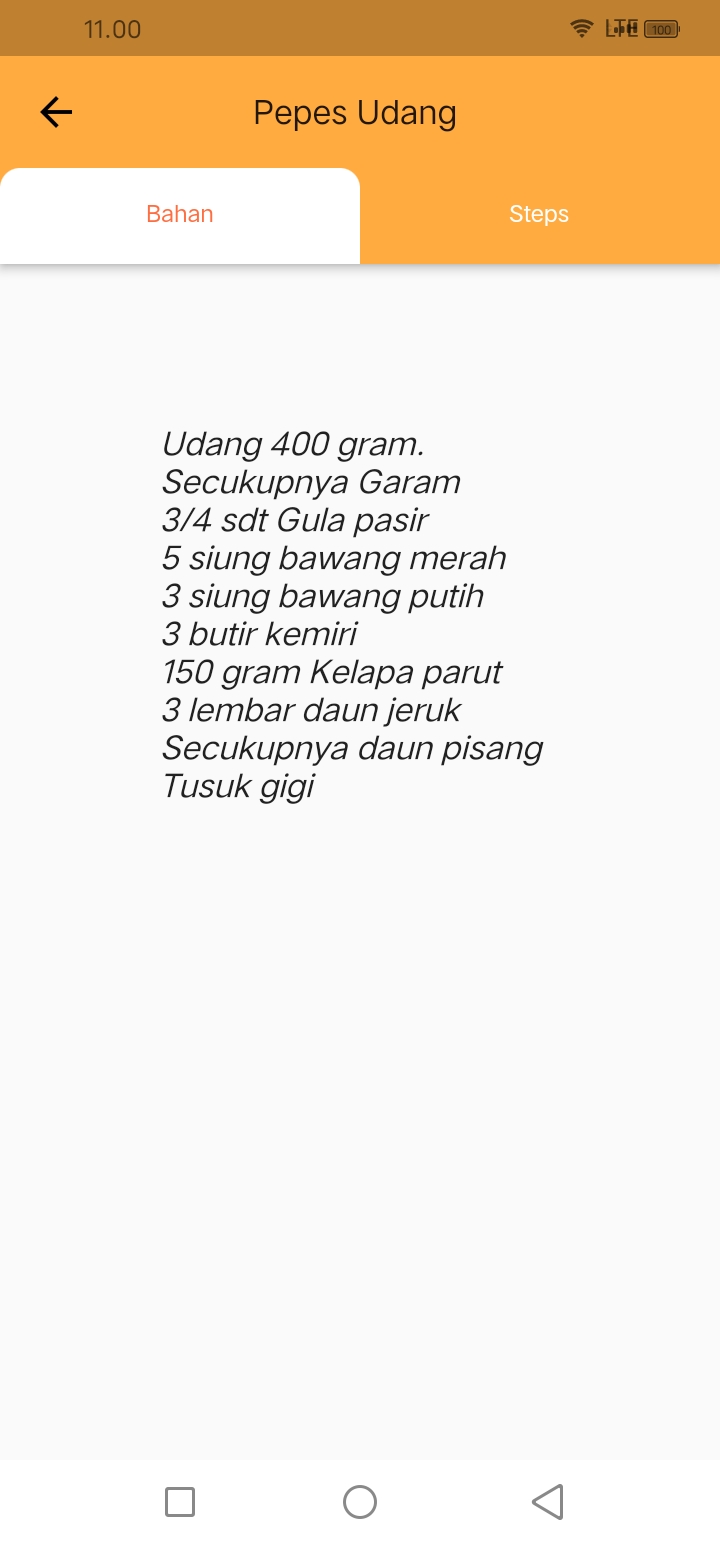 11.00
LTE 100
Pepes Udang
Bahan
Steps
Udang 400 gram.
Secukupnya Garam
3/4 sdt Gula pasir
5 siung bawang merah
3 siung bawang putih
3 butir kemiri
150 gram Kelapa parut
3 lembar daun jeruk
Secukupnya daun pisang
Tusuk gigi